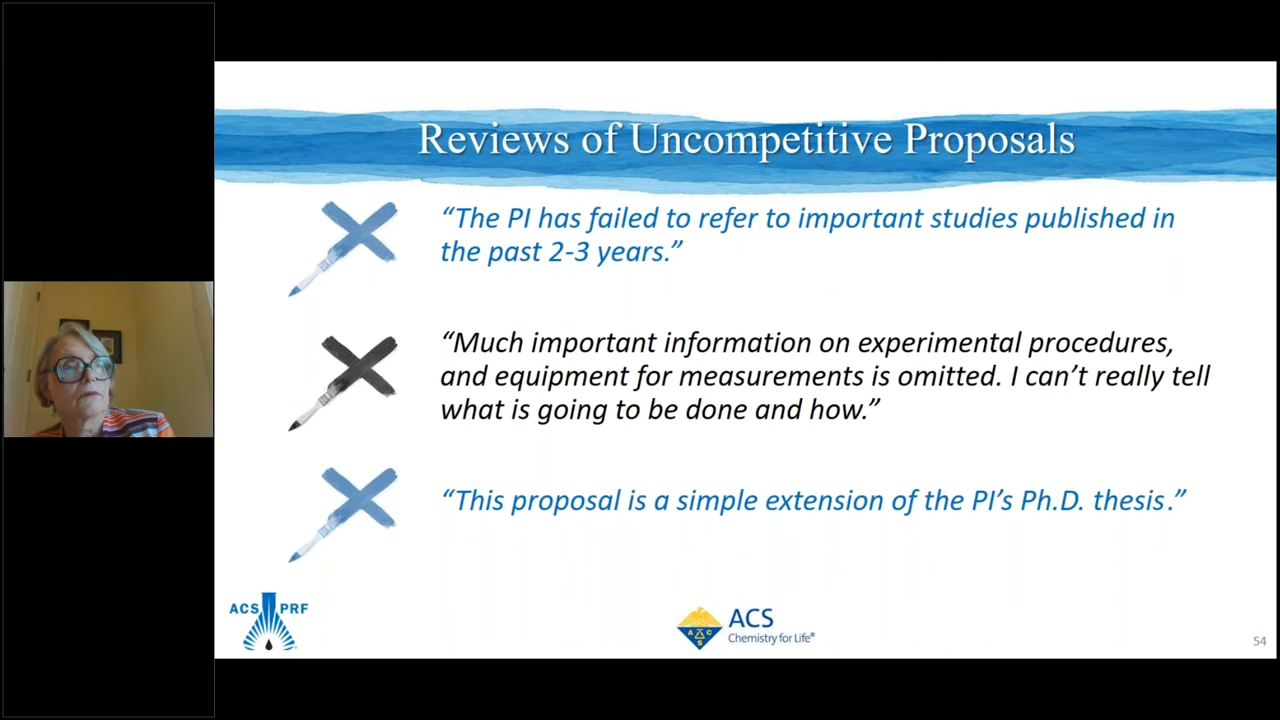 Reviews of Uncompetitive Proposals
“The PI has failed to refer to important studies published in
the past 2-3 years.”
“Much important information on experimental procedures,
and equipment for measurements is omitted. I can’t really tell
what is going to be done and how.”
“This proposal is a simple extension of the PI’s Ph.D. thesis.”
ACS PRF
ACS
Chemistry for Life®
54